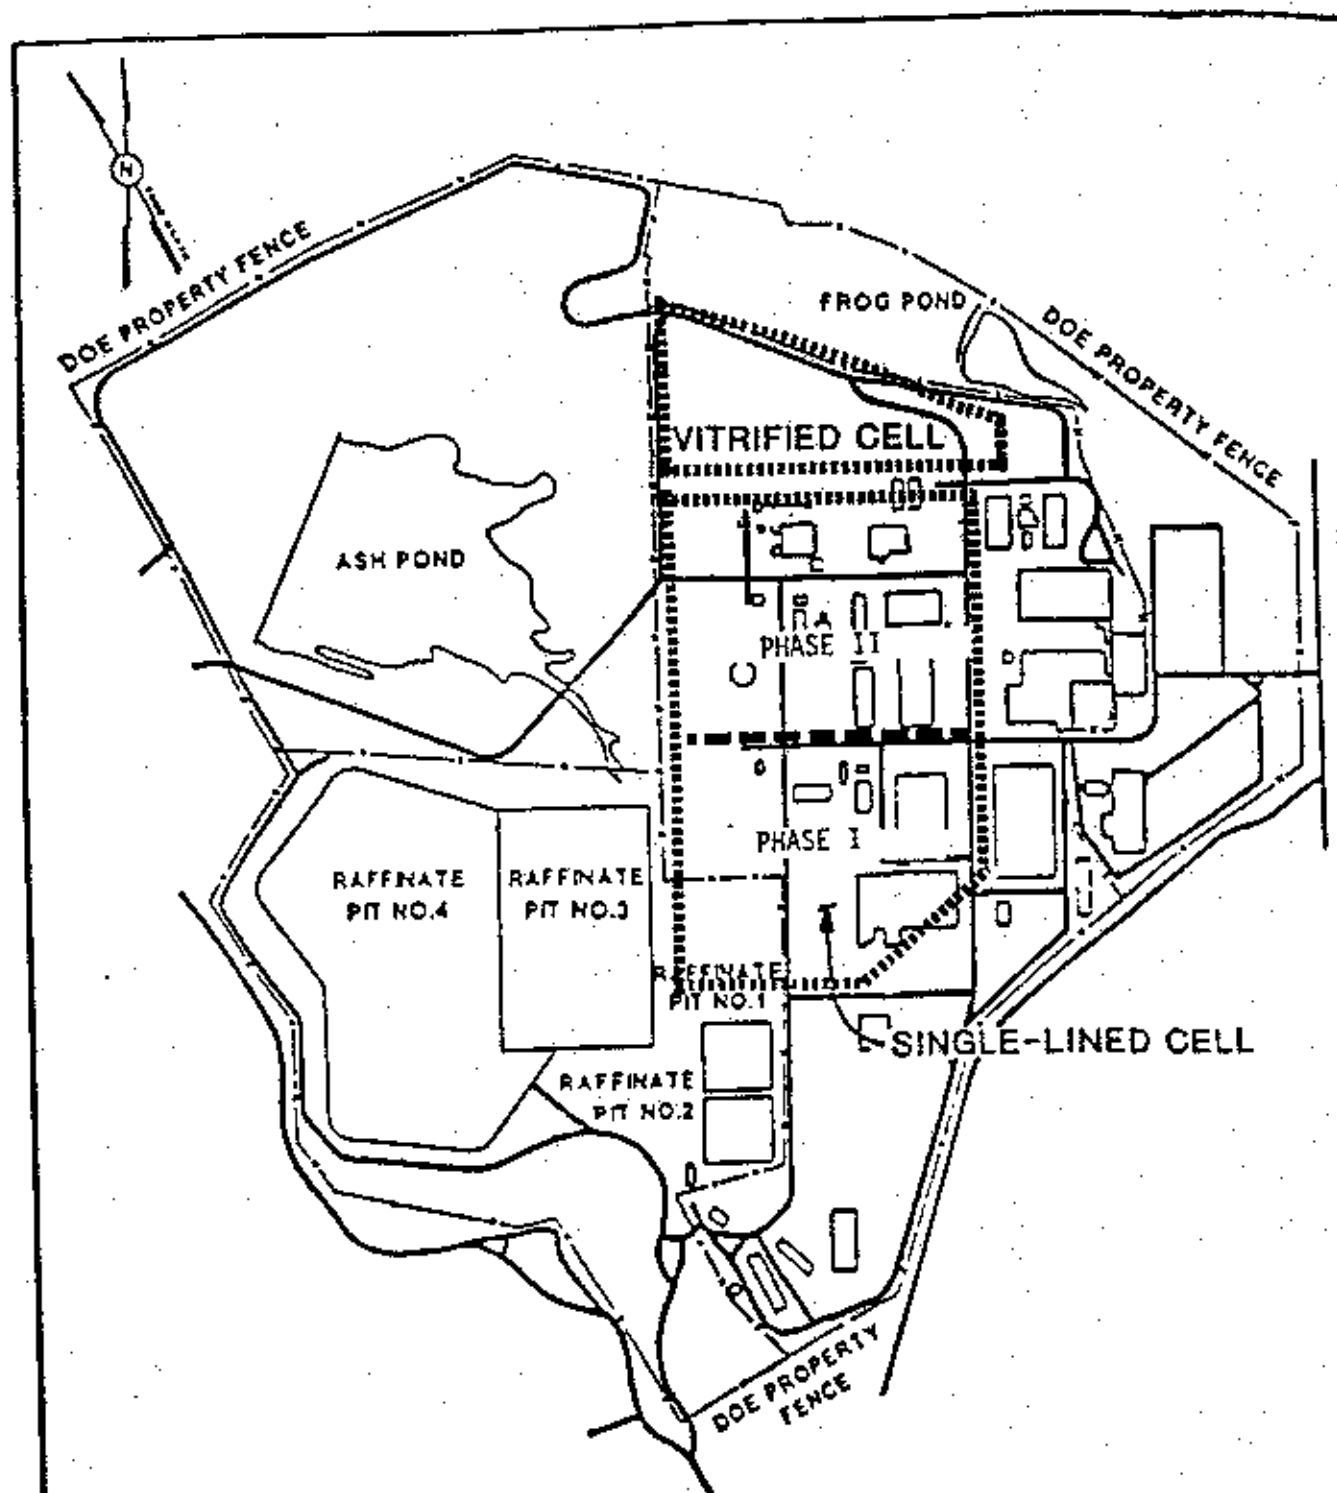 N
DOE PROPERTY FENCE
FROG POND
DOE PROPERTY FENCE
VITRIFIED CELL
ASH POND
PHASE II
PHASE I
RAFFINATE
PIT NO.4
RAFFINATE
PIT NO.3
RAFFINATE
PIT NO.1
SINGLE-LINED CELL
RAFFINATE
PIT NO.2
DOE PROPERTY
FENCE